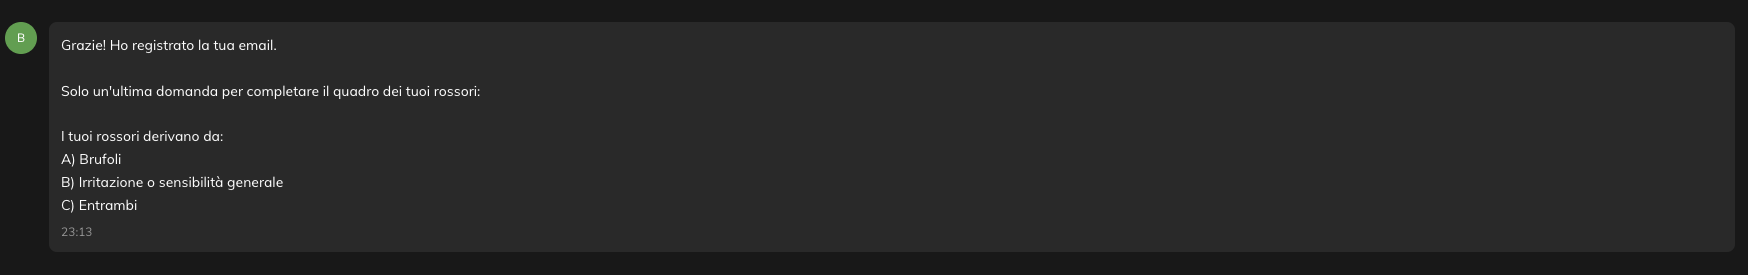 B
Grazie! Ho registrato la tua email.
Solo un'ultima domanda per completare il quadro dei tuoi rossori:
I tuoi rossori derivano da:
A) Brufoli
B) Irritazione o sensibilità generale
C) Entrambi
23:13